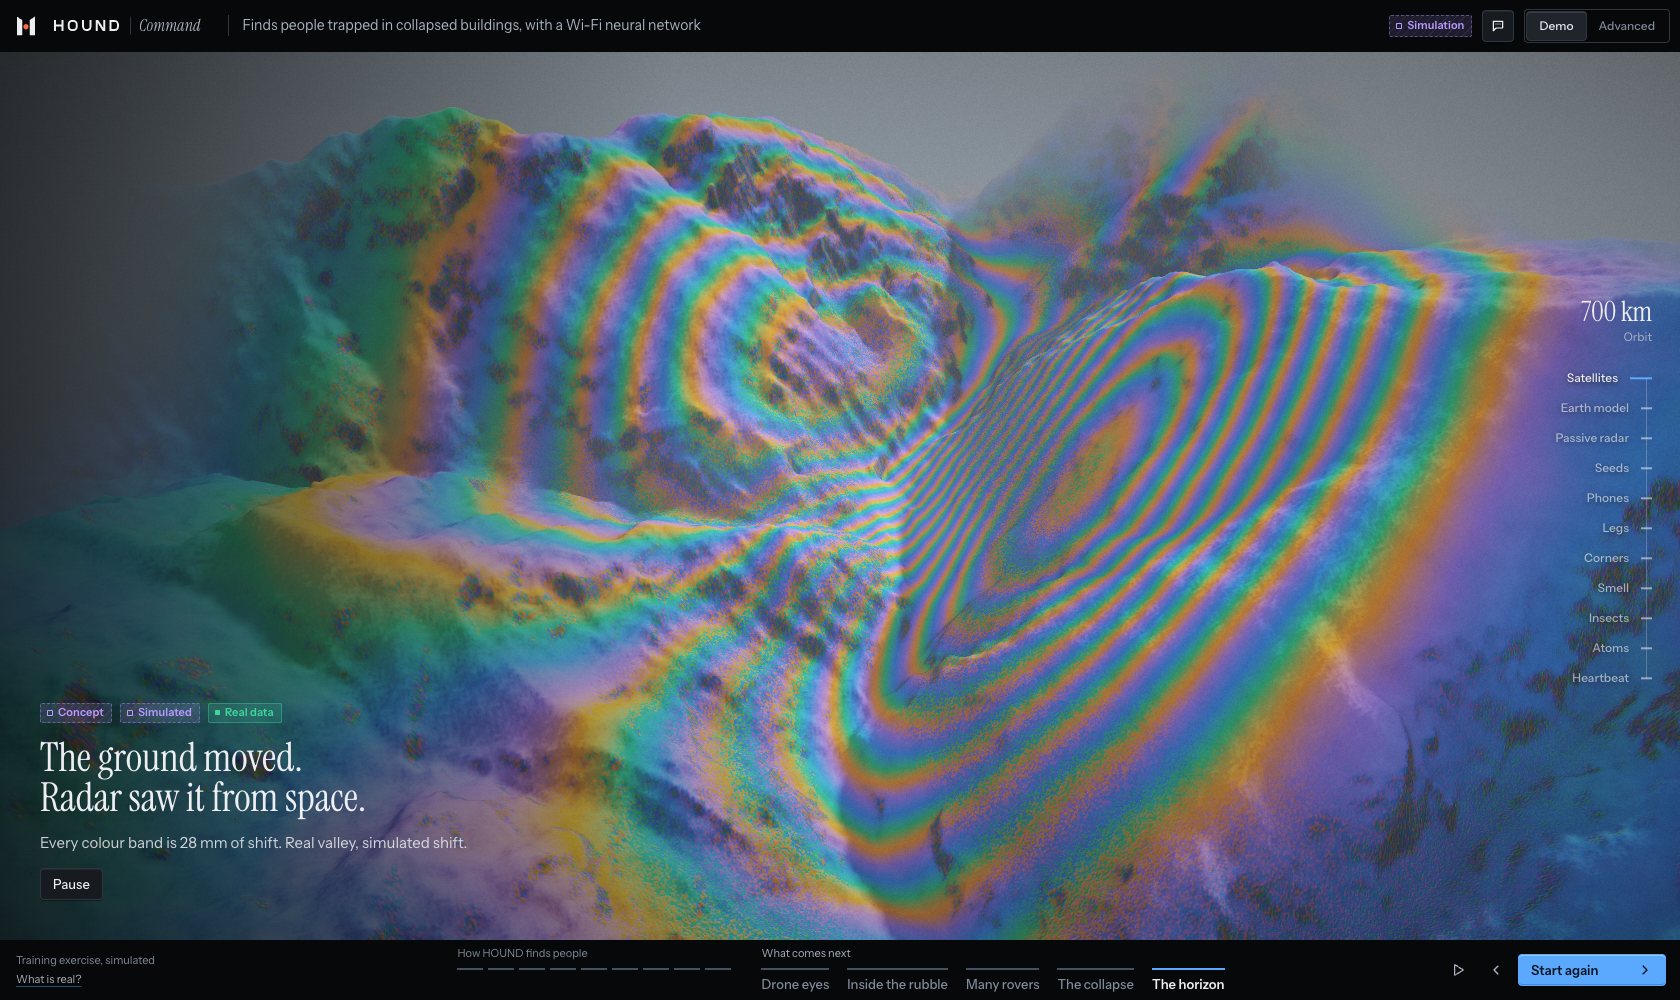 HOUND Command
Finds people trapped in collapsed buildings, with a Wi-Fi neural network
Simulation
Demo
Advanced
700 km
Orbit
Satellites
Earth model
Passive radar
Seeds
Phones
Legs
Corners
Smell
Insects
Atoms
Heartbeat
Concept
Simulated
Real data
The ground moved.
Radar saw it from space.
Every colour band is 28 mm of shift. Real valley, simulated shift.
Pause
Training exercise, simulated
What is real?
How HOUND finds people
What comes next
Drone eyes
Inside the rubble
Many rovers
The collapse
The horizon
Start again